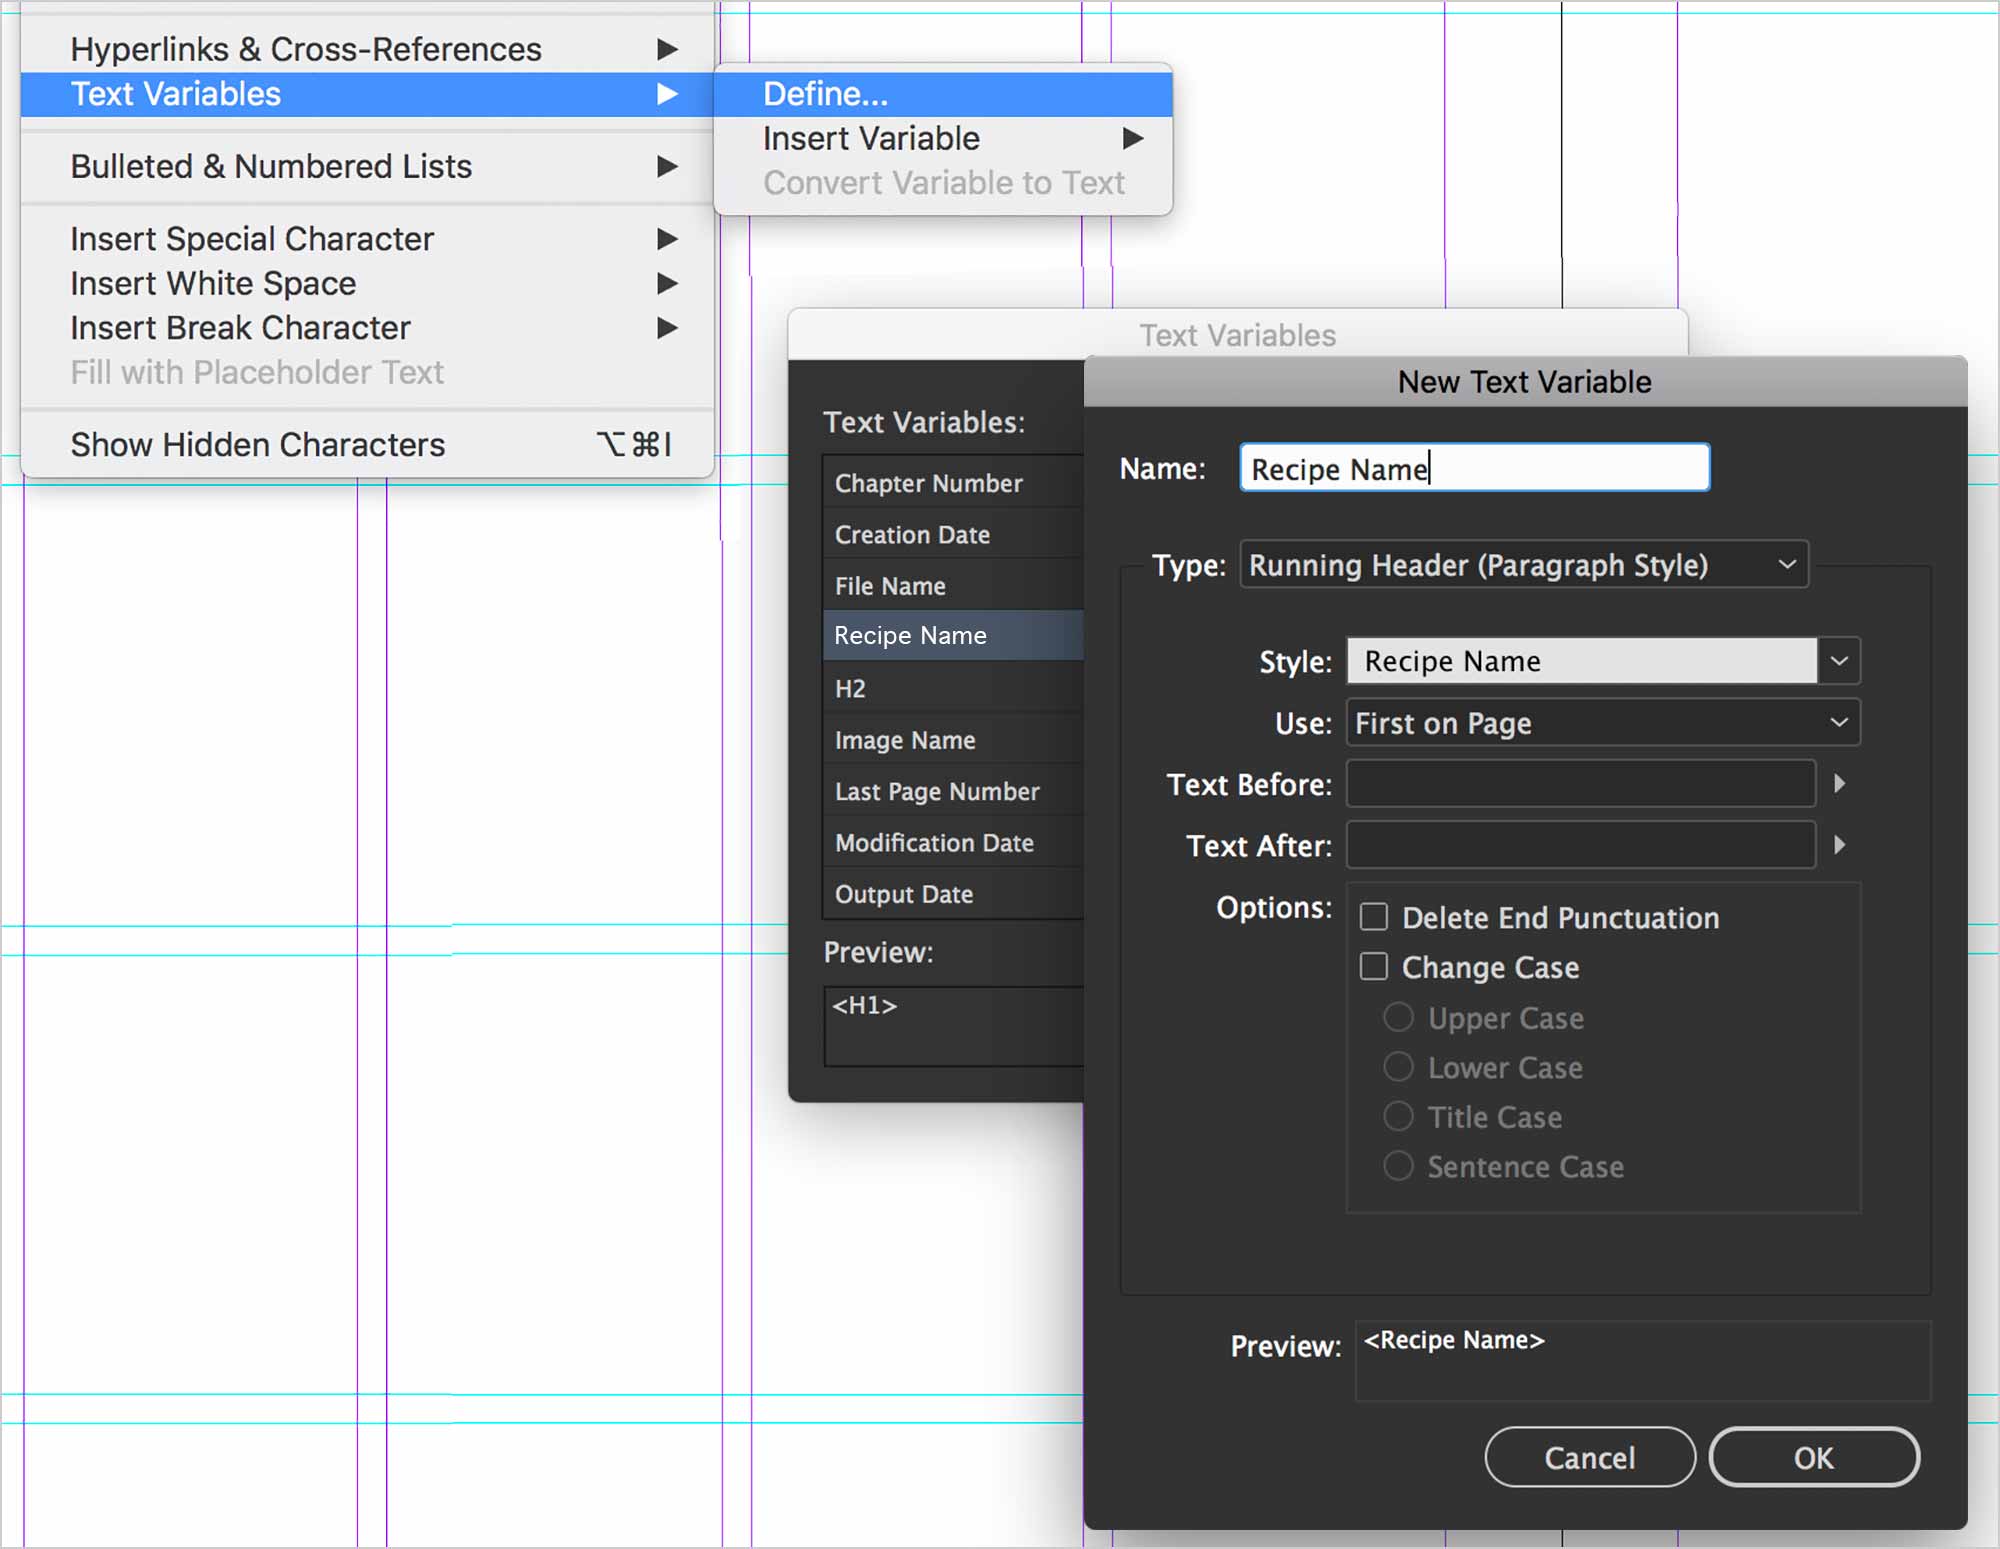 Hyperlinks & Cross-References
Text Variables
Bulleted & Numbered Lists
Insert Special Character
Insert White Space
Insert Break Character
Fill with Placeholder Text
Show Hidden Characters ⌥⌘I
Define...
Insert Variable
Convert Variable to Text
Text Variables
Text Variables:
Chapter Number
Creation Date
File Name
Recipe Name
H2
Image Name
Last Page Number
Modification Date
Output Date
Preview:
<H1>
New Text Variable
Name: Recipe Name
Type: Running Header (Paragraph Style)
Style: Recipe Name
Use: First on Page
Text Before:
Text After:
Options:
Delete End Punctuation
Change Case
Upper Case
Lower Case
Title Case
Sentence Case
Preview: <Recipe Name>
Cancel OK